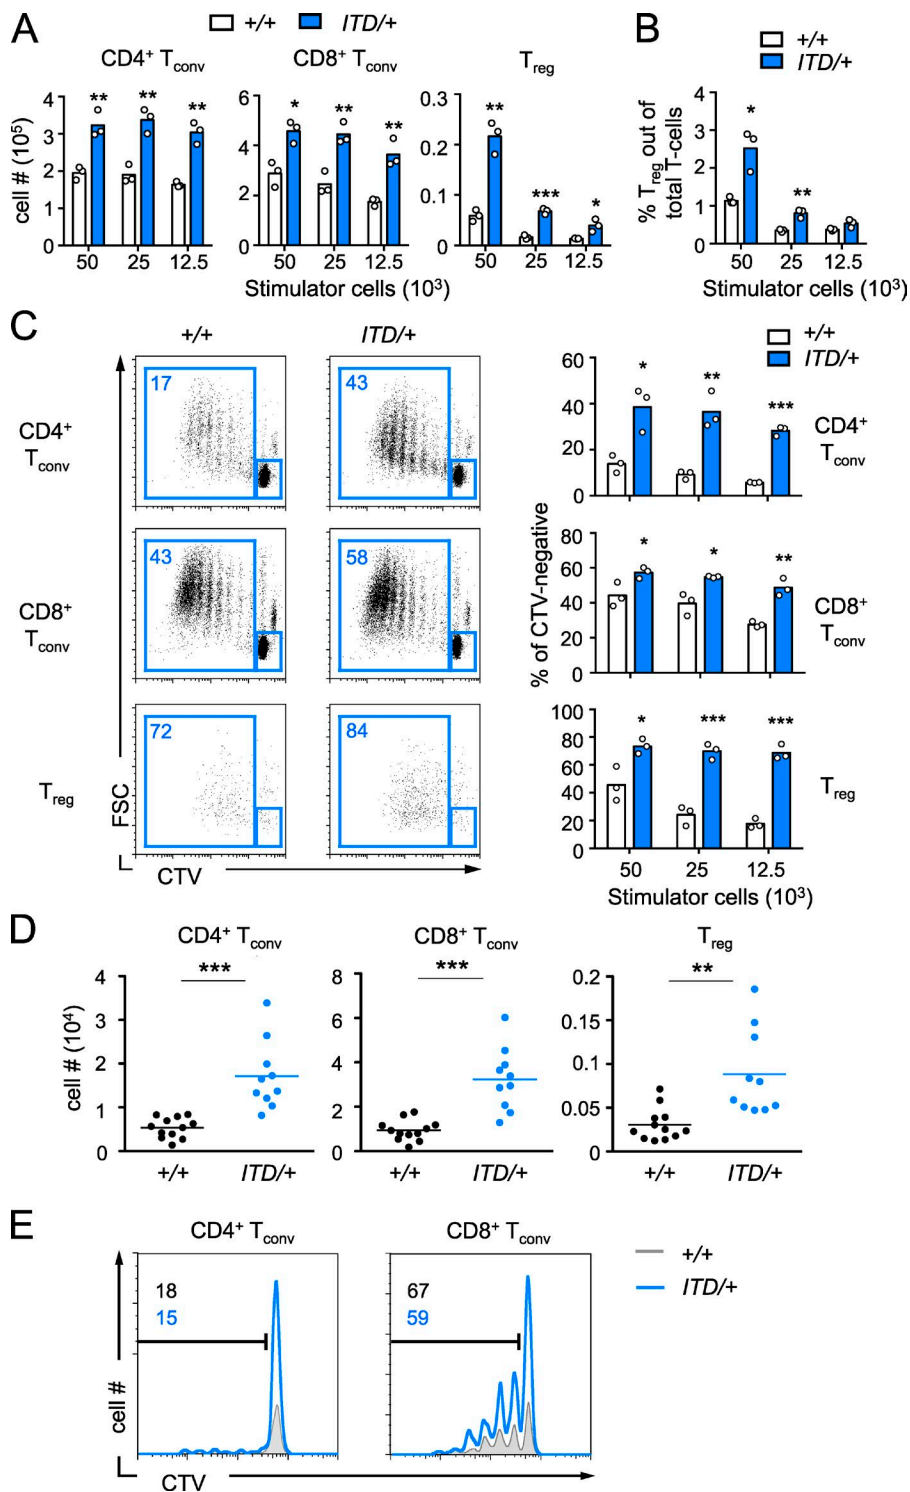 A
+/+ ITD/+
CD4+ Tconv
CD8+ Tconv
Treg
cell # (10⁵)
4
3
2
1
0
** ** **
50 25 12.5
6
4
2
0
* ** **
50 25 12.5
0.3
0.2
0.1
0
** *** *
50 25 12.5
Stimulator cells (10³)
B
+/+
ITD/+
% Treg out of
total T-cells
4
3
2
1
0
* **
50 25 12.5
Stimulator cells (10³)
C
+/+ ITD/+
CD4+
Tconv
17
43
CD8+
Tconv
43
58
Treg
72
84
FSC
CTV
+/+
ITD/+
% of CTV-negative
60
40
20
0
* ** ***
CD4+
Tconv
80
60
40
20
0
* * **
CD8+
Tconv
100
80
60
40
20
0
* *** ***
Treg
50 25 12.5
Stimulator cells (10³)
D
CD4+ Tconv
CD8+ Tconv
Treg
cell # (10⁴)
***
4
3
2
1
0
+/+ ITD/+
***
8
6
4
2
0
+/+ ITD/+
**
0.2
0.15
0.1
0.05
0
+/+ ITD/+
E
CD4+ Tconv
CD8+ Tconv
+/+
ITD/+
cell #
18
15
67
59
CTV